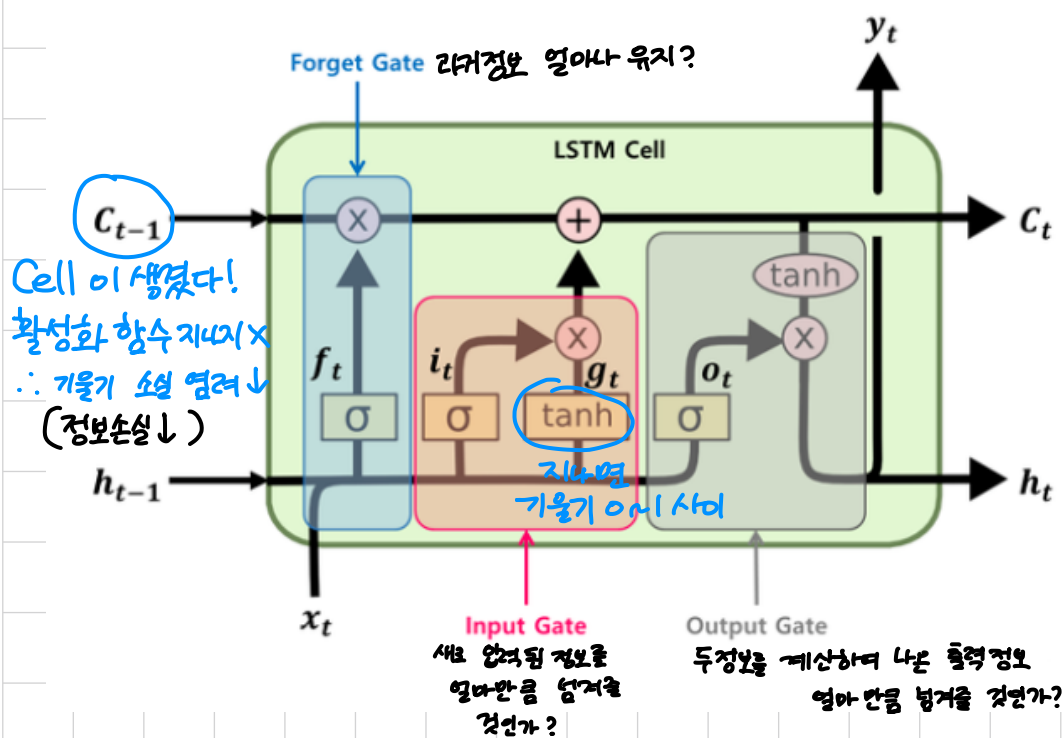 y_t
Forget Gate 과거정보 얼마나 유지?
LSTM Cell
C_{t-1}
×
+
C_t
Cell이 생겼다!
활성화 함수 지나지 X
∴ 기울기 소실 염려↓
(정보손실↓)
tanh
×
×
f_t
i_t
g_t
o_t
σ
σ
tanh
σ
h_{t-1}
지나면
기울기 0~1 사이
h_t
x_t
Input Gate
새로 입력된 정보를
얼마만큼 넘겨줄
것인가?
Output Gate
두정보를 계산하여 나온 출력정보
얼마 만큼 넘겨줄 것인가?